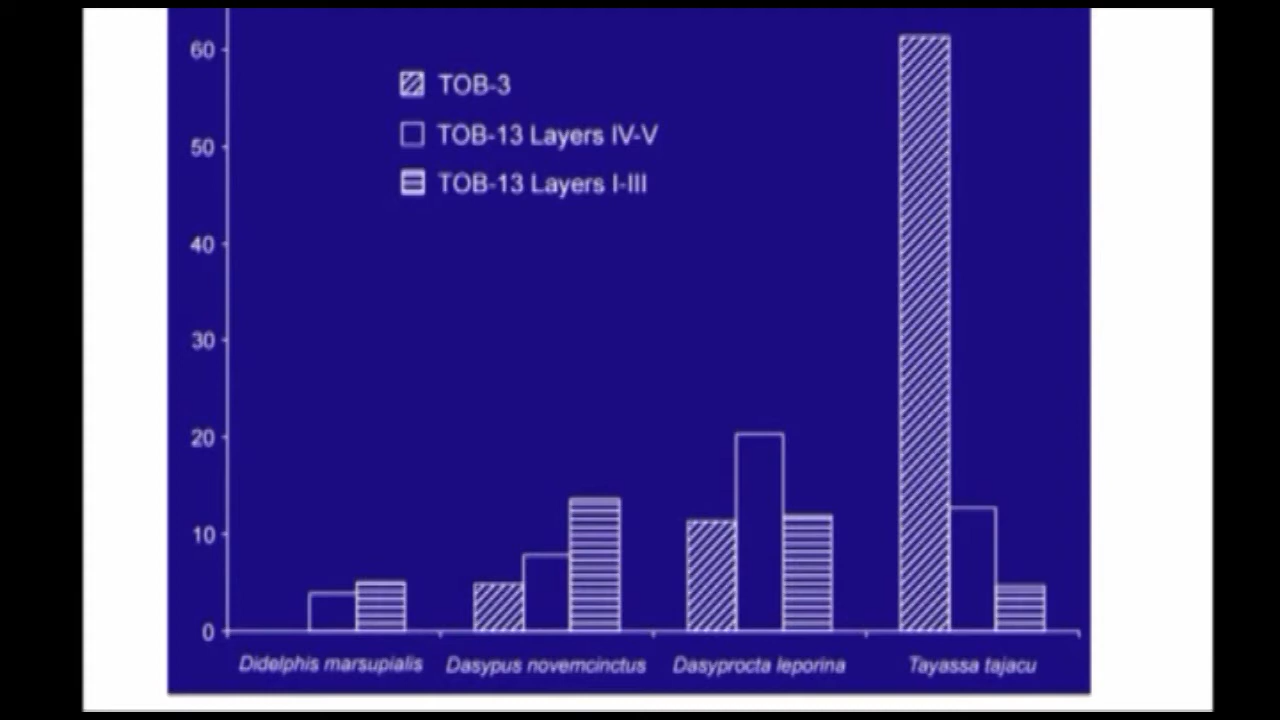 60
TOB-3
TOB-13 Layers IV-V
50
TOB-13 Layers I-III
40
30
20
10
0
Didelphis marsupialis Dasypus novemcinctus Dasyprocta leporina Tayassa tajacu